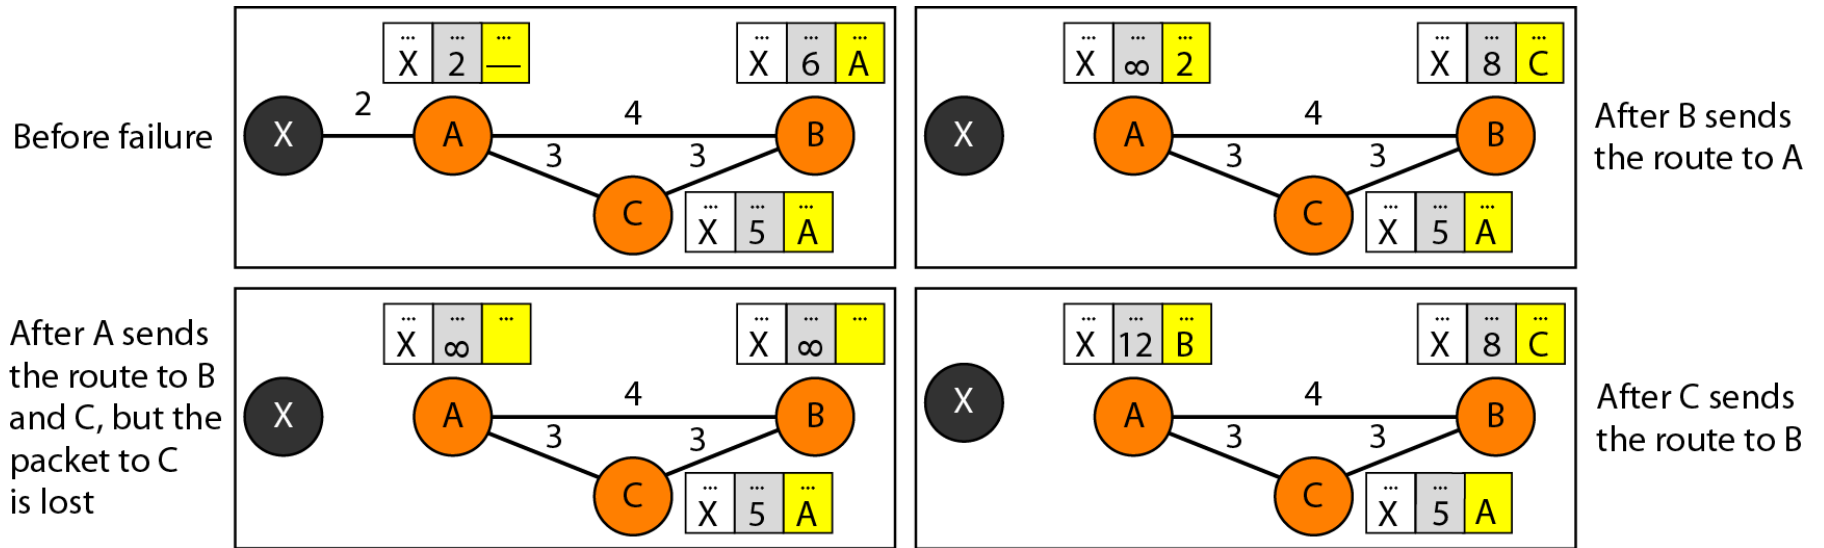 Before failure
... ... ...
X 2 —
... ... ...
X 6 A
2
4
X A B
3 3
C
... ... ...
X 5 A
... ... ...
X ∞ 2
... ... ...
X 8 C
4
X A B
3 3
C
... ... ...
X 5 A
After B sends
the route to A
After A sends
the route to B
and C, but the
packet to C
is lost
... ... ...
X ∞
... ... ...
X ∞
4
X A B
3 3
C
... ... ...
X 5 A
... ... ...
X 12 B
... ... ...
X 8 C
4
X A B
3 3
C
... ... ...
X 5 A
After C sends
the route to B